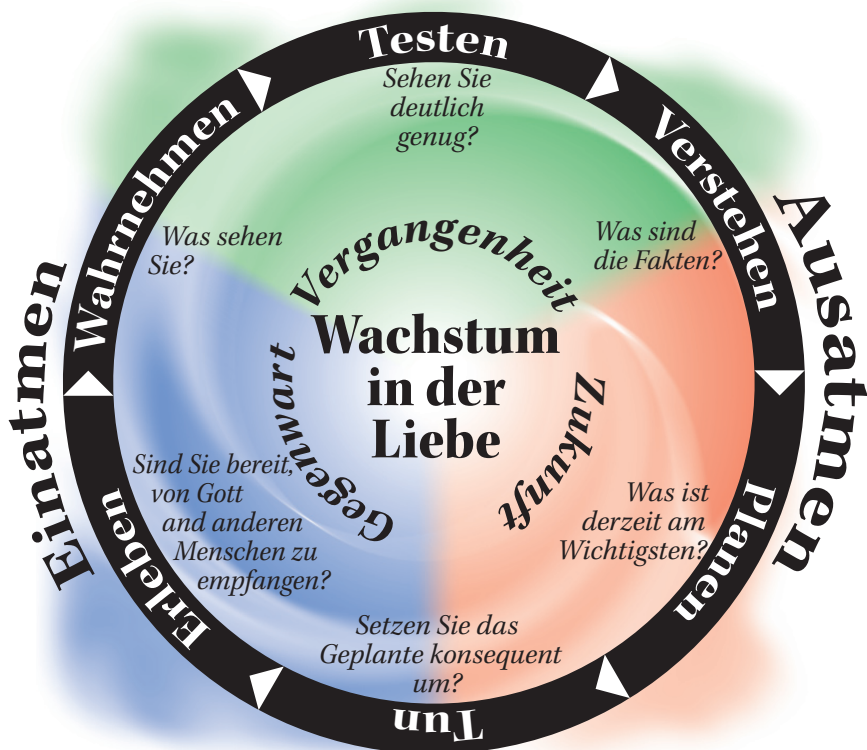 Testen
Sehen Sie
deutlich
genug?
Verstehen
Was sind
die Fakten?
Ausatmen
Planen
Was ist
derzeit am
Wichtigsten?
Tun
Setzen Sie das
Geplante konsequent
um?
Erleben
Sind Sie bereit,
von Gott
and anderen
Menschen zu
empfangen?
Einatmen
Wahrnehmen
Was sehen
Sie?
Vergangenheit
Zukunft
Gegenwart
Wachstum
in der
Liebe